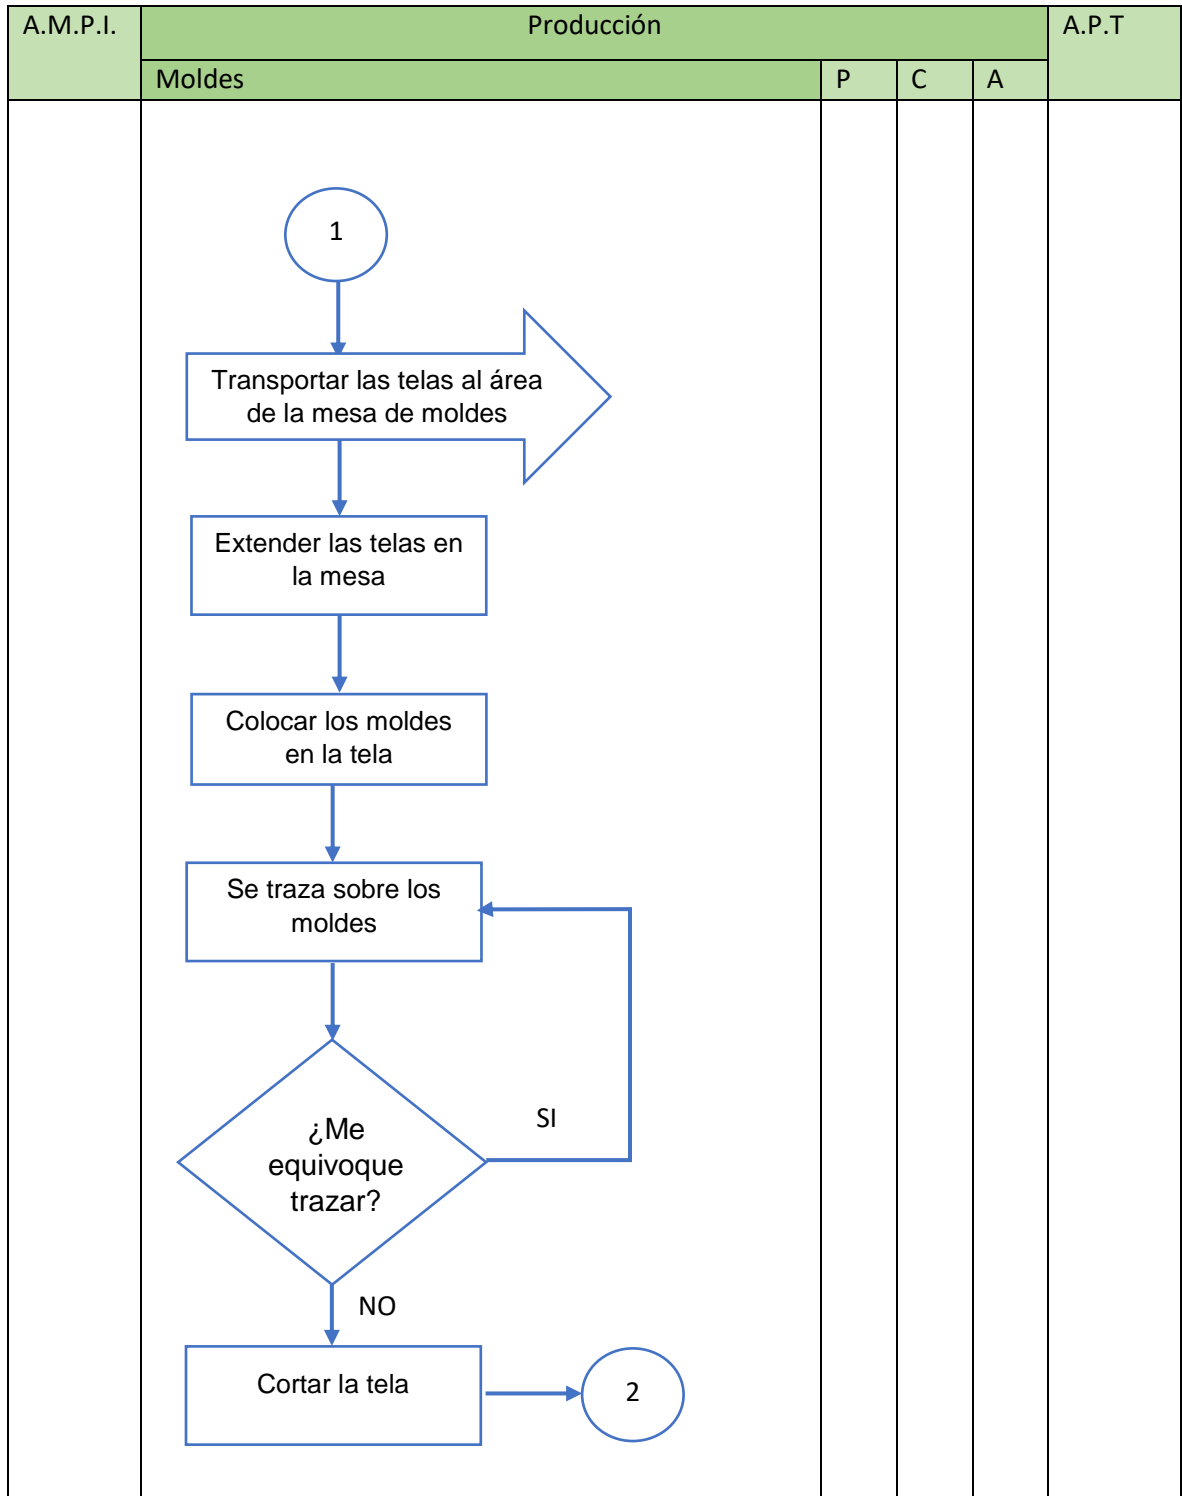 A.M.P.I.
Producción
A.P.T
Moldes
P
C
A
1
Transportar las telas al área
de la mesa de moldes
Extender las telas en
la mesa
Colocar los moldes
en la tela
Se traza sobre los
moldes
¿Me
equivoque
trazar?
SI
NO
Cortar la tela
2